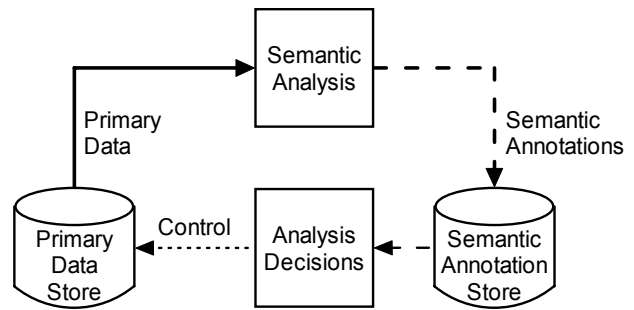 Semantic
Analysis
Primary
Data
Semantic
Annotations
Primary
Data
Store
Control
Analysis
Decisions
Semantic
Annotation
Store